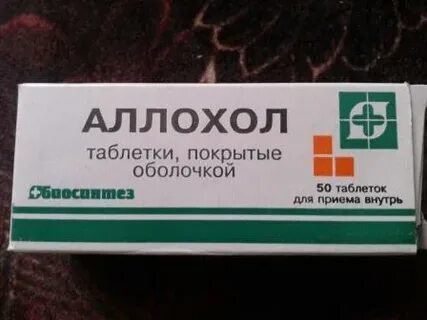 АЛЛОХОЛ
таблетки, покрытые
оболочкой
биосинтез
50 таблеток
для приема внутрь